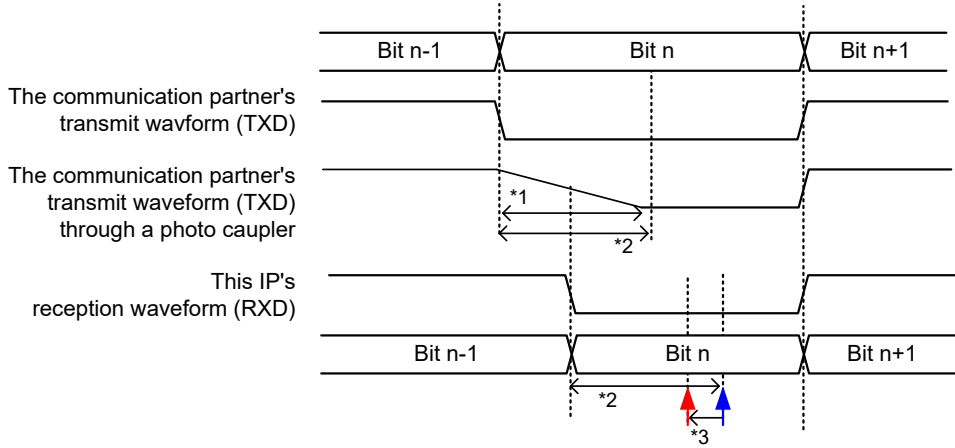 Bit n-1
Bit n
Bit n+1
The communication partner's
transmit wavform (TXD)
The communication partner's
transmit waveform (TXD)
through a photo caupler
*1
*2
This IP's
reception waveform (RXD)
Bit n-1
Bit n
Bit n+1
*2
*3